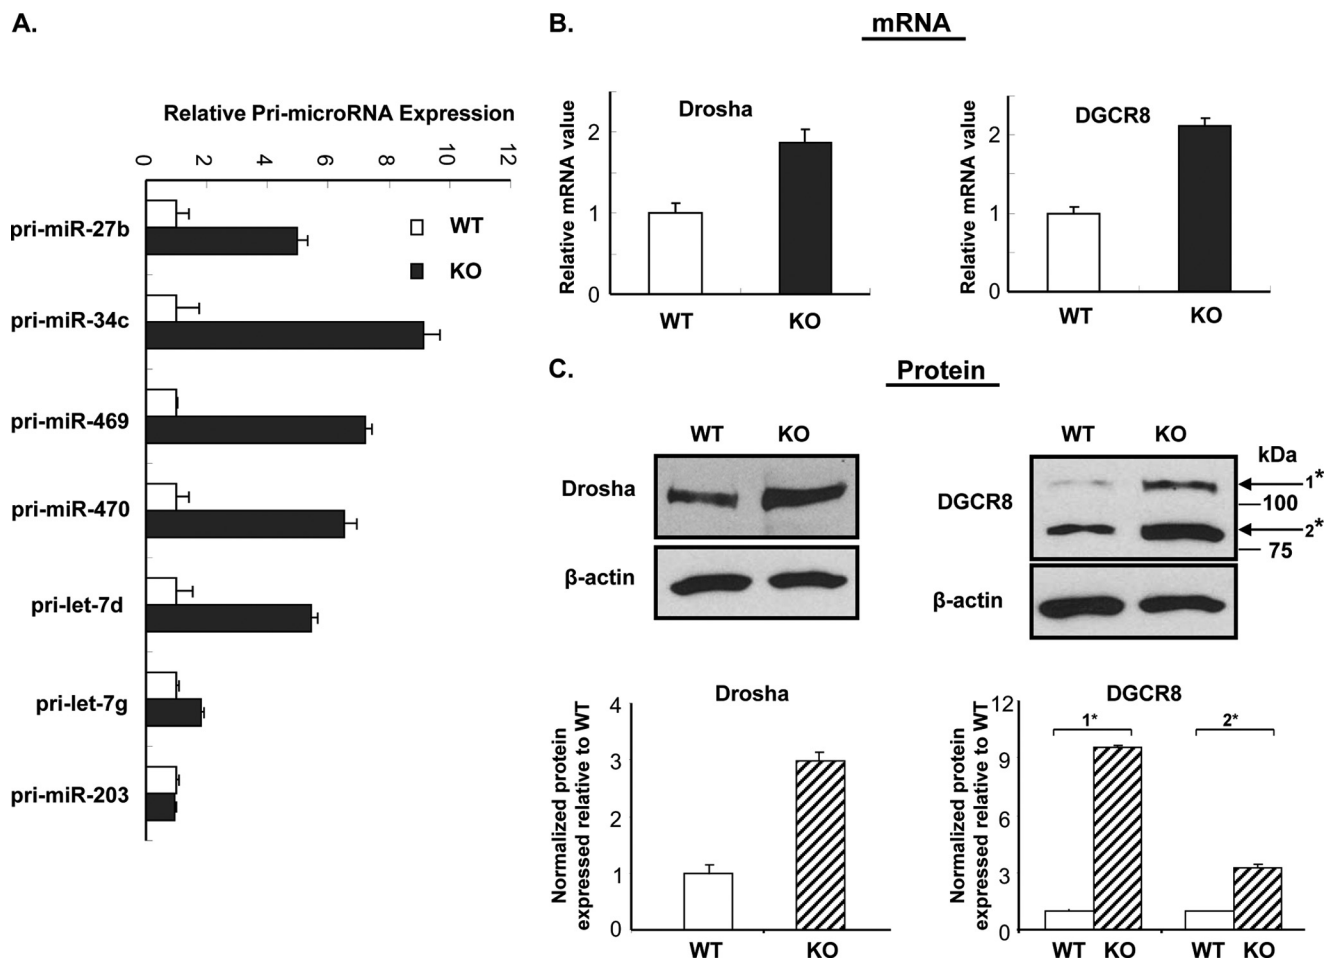 A.
Relative Pri-microRNA Expression
0 2 4 6 8 10 12
WT
KO
pri-miR-27b
pri-miR-34c
pri-miR-469
pri-miR-470
pri-let-7d
pri-let-7g
pri-miR-203
B.
mRNA
Drosha
Relative mRNA value
2
1
0
WT KO
DGCR8
Relative mRNA value
2
1
0
WT KO
C.
Protein
WT KO
Drosha
β-actin
WT KO
kDa
DGCR8
1*
100
2*
75
β-actin
Drosha
Normalized protein
expressed relative to WT
4
3
2
1
0
WT KO
DGCR8
Normalized protein
expressed relative to WT
12
9
6
3
0
1* 2*
WT KO WT KO